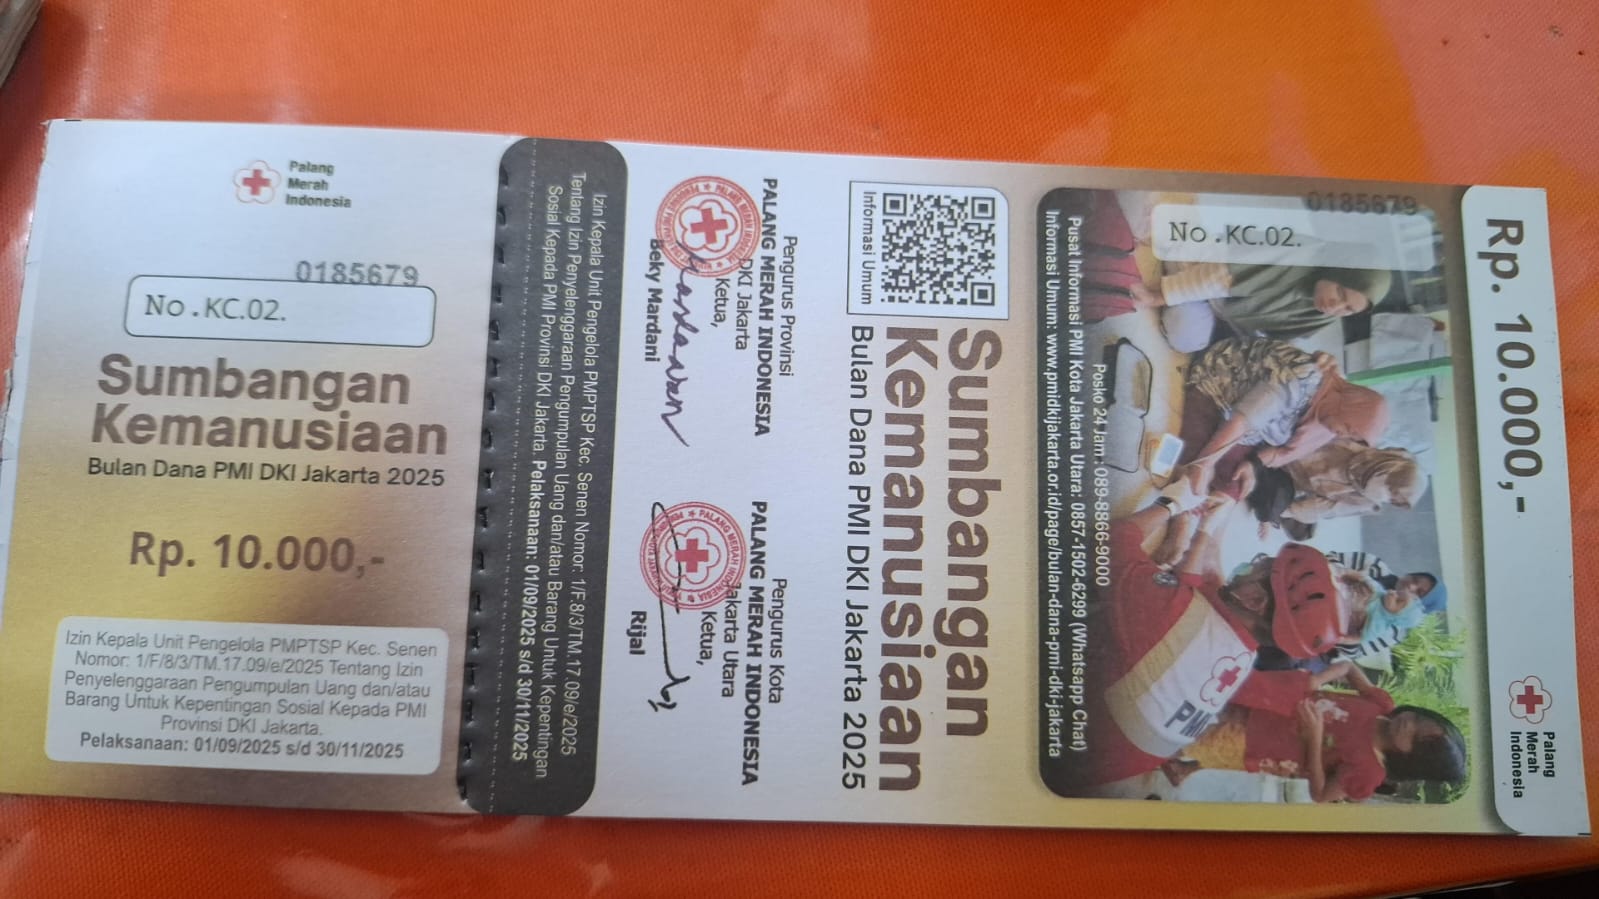 Palang
Merah
Indonesia
0185679
No.KC.02.
Sumbangan
Kemanusiaan
Bulan Dana PMI DKI Jakarta 2025
Rp. 10.000,-
Izin Kepala Unit Pengelola PMPTSP Kec. Senen
Nomor: 1/F/8/3/TM.17.09/e/2025 Tentang Izin
Penyelenggaraan Pengumpulan Uang dan/atau
Barang Untuk Kepentingan Sosial Kepada PMI
Provinsi DKI Jakarta.
Pelaksanaan: 01/09/2025 s/d 30/11/2025
Rp. 10.000,-
Palang
Merah
Indonesia
0185679
No.KC.02.
PMI
Posko 24 Jam : 089-8866-9000
Pusat Informasi PMI Kota Jakarta Utara: 0857-1502-6299 (Whatsapp Chat)
Informasi Umum: www.pmidkijakarta.or.id/page/bulan-dana-pmi-dki-jakarta
Informasi Umum
Sumbangan
Kemanusiaan
Bulan Dana PMI DKI Jakarta 2025
Pengurus Provinsi
PALANG MERAH INDONESIA
DKI Jakarta
Ketua,
Beky Mardani
Pengurus Kota
PALANG MERAH INDONESIA
Jakarta Utara
Ketua,
Rijal
Izin Kepala Unit Pengelola PMPTSP Kec. Senen Nomor: 1/F.8/3/TM.17.09/e/2025
Tentang Izin Penyelenggaraan Pengumpulan Uang dan/atau Barang Untuk Kepentingan
Sosial Kepada PMI Provinsi DKI Jakarta. Pelaksanaan: 01/09/2025 s/d 30/11/2025